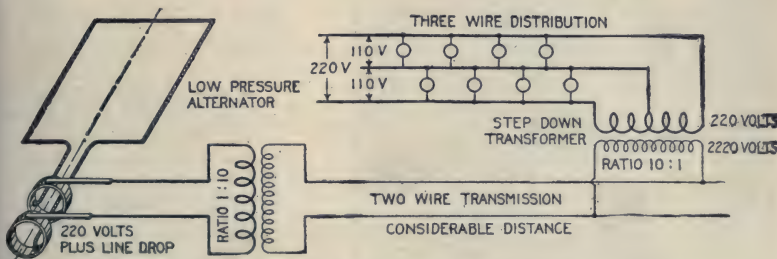 THREE WIRE DISTRIBUTION
110 V
220 V
110 V
LOW PRESSURE
ALTERNATOR
STEP DOWN
TRANSFORMER
220 VOLTS
2220 VOLTS
RATIO 10:1
RATIO 1:10
TWO WIRE TRANSMISSION
CONSIDERABLE DISTANCE
220 VOLTS
PLUS LINE DROP